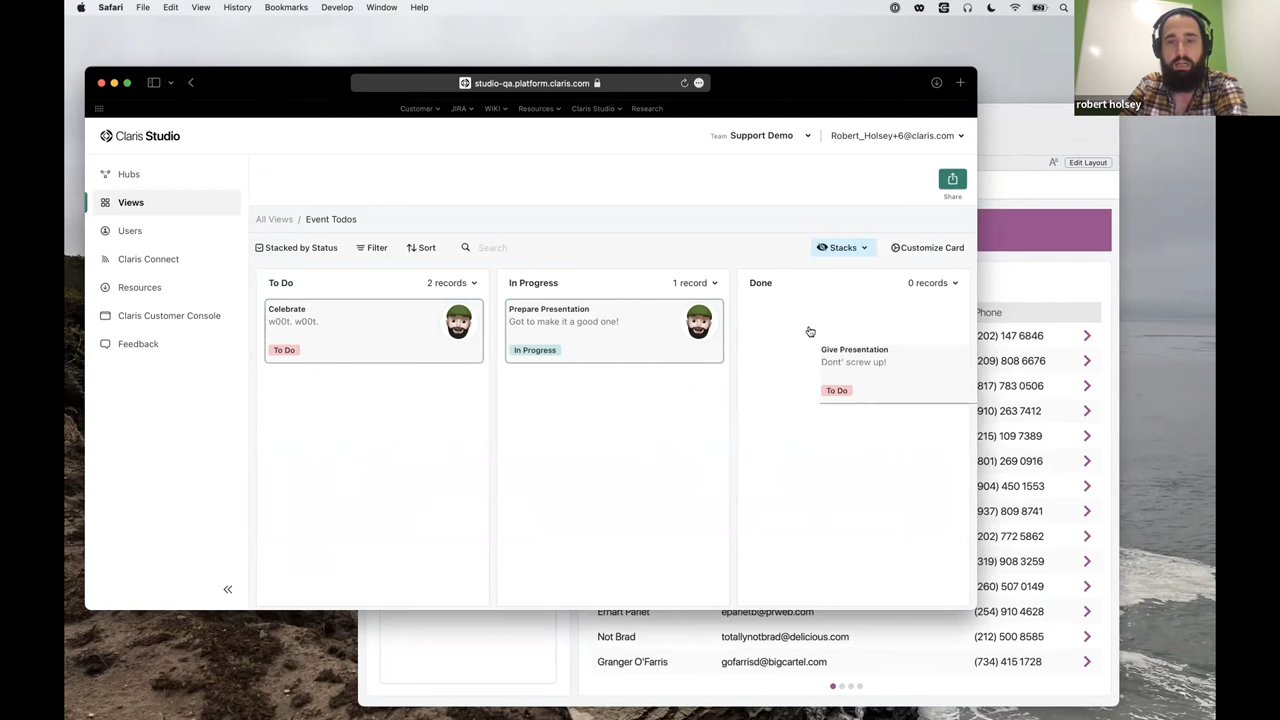 Safari File Edit View History Bookmarks Develop Window Help
robert holsey
studio-qa.platform.claris.com
Customer JIRA WIKI Resources Claris Studio Research
Claris Studio
Team Support Demo Robert_Holsey+6@claris.com
Edit Layout
Hubs
Views
Users
Claris Connect
Resources
Claris Customer Console
Feedback
Share
All Views / Event Todos
Stacked by Status Filter Sort Search Stacks Customize Card
To Do 2 records
Celebrate
w00t. w00t.
To Do
In Progress 1 record
Prepare Presentation
Got to make it a good one!
In Progress
Done 0 records
Give Presentation
Dont' screw up!
To Do
Phone
(202) 147 6846
(209) 808 6676
(817) 783 0506
(910) 263 7412
(215) 109 7389
(801) 269 0916
(904) 450 1553
(937) 809 8741
(202) 772 5862
(319) 908 3259
(260) 507 0149
(254) 910 4628
Not Brad totallynotbrad@delicious.com (212) 500 8585
Granger O'Farris gofarrisd@bigcartel.com (734) 415 1728